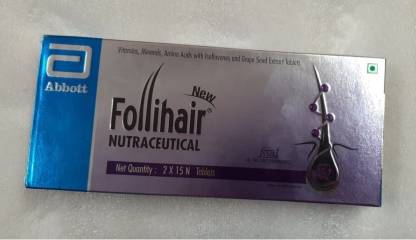 Vitamins, Minerals, Amino Acids with Isoflavones and Grape Seed Extract Tablets
Abbott
New
Follihair®
NUTRACEUTICAL
fssai
Net Quantity : 2 X 15 N Tablets